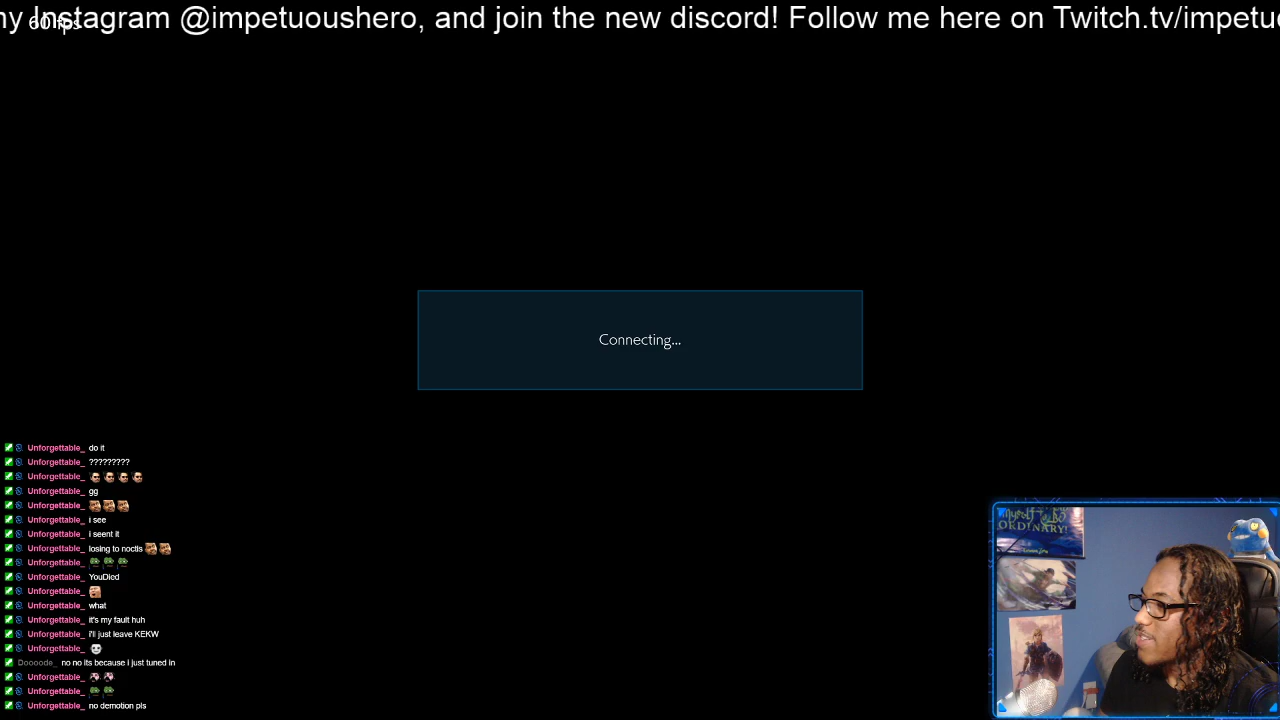 ny Instagram @impetuoushero, and join the new discord! Follow me here on Twitch.tv/impetuo
60 fps
Connecting...
Unforgettable_ do it
Unforgettable_ ?????????
Unforgettable_
Unforgettable_ gg
Unforgettable_
Unforgettable_ i see
Unforgettable_ i seent it
Unforgettable_ losing to noctis
Unforgettable_
Unforgettable_ YouDied
Unforgettable_
Unforgettable_ what
Unforgettable_ it's my fault huh
Unforgettable_ i'll just leave KEKW
Unforgettable_
Doooode_ no no its because i just tuned in
Unforgettable_
Unforgettable_
Unforgettable_ no demotion pls
ORDINARY!